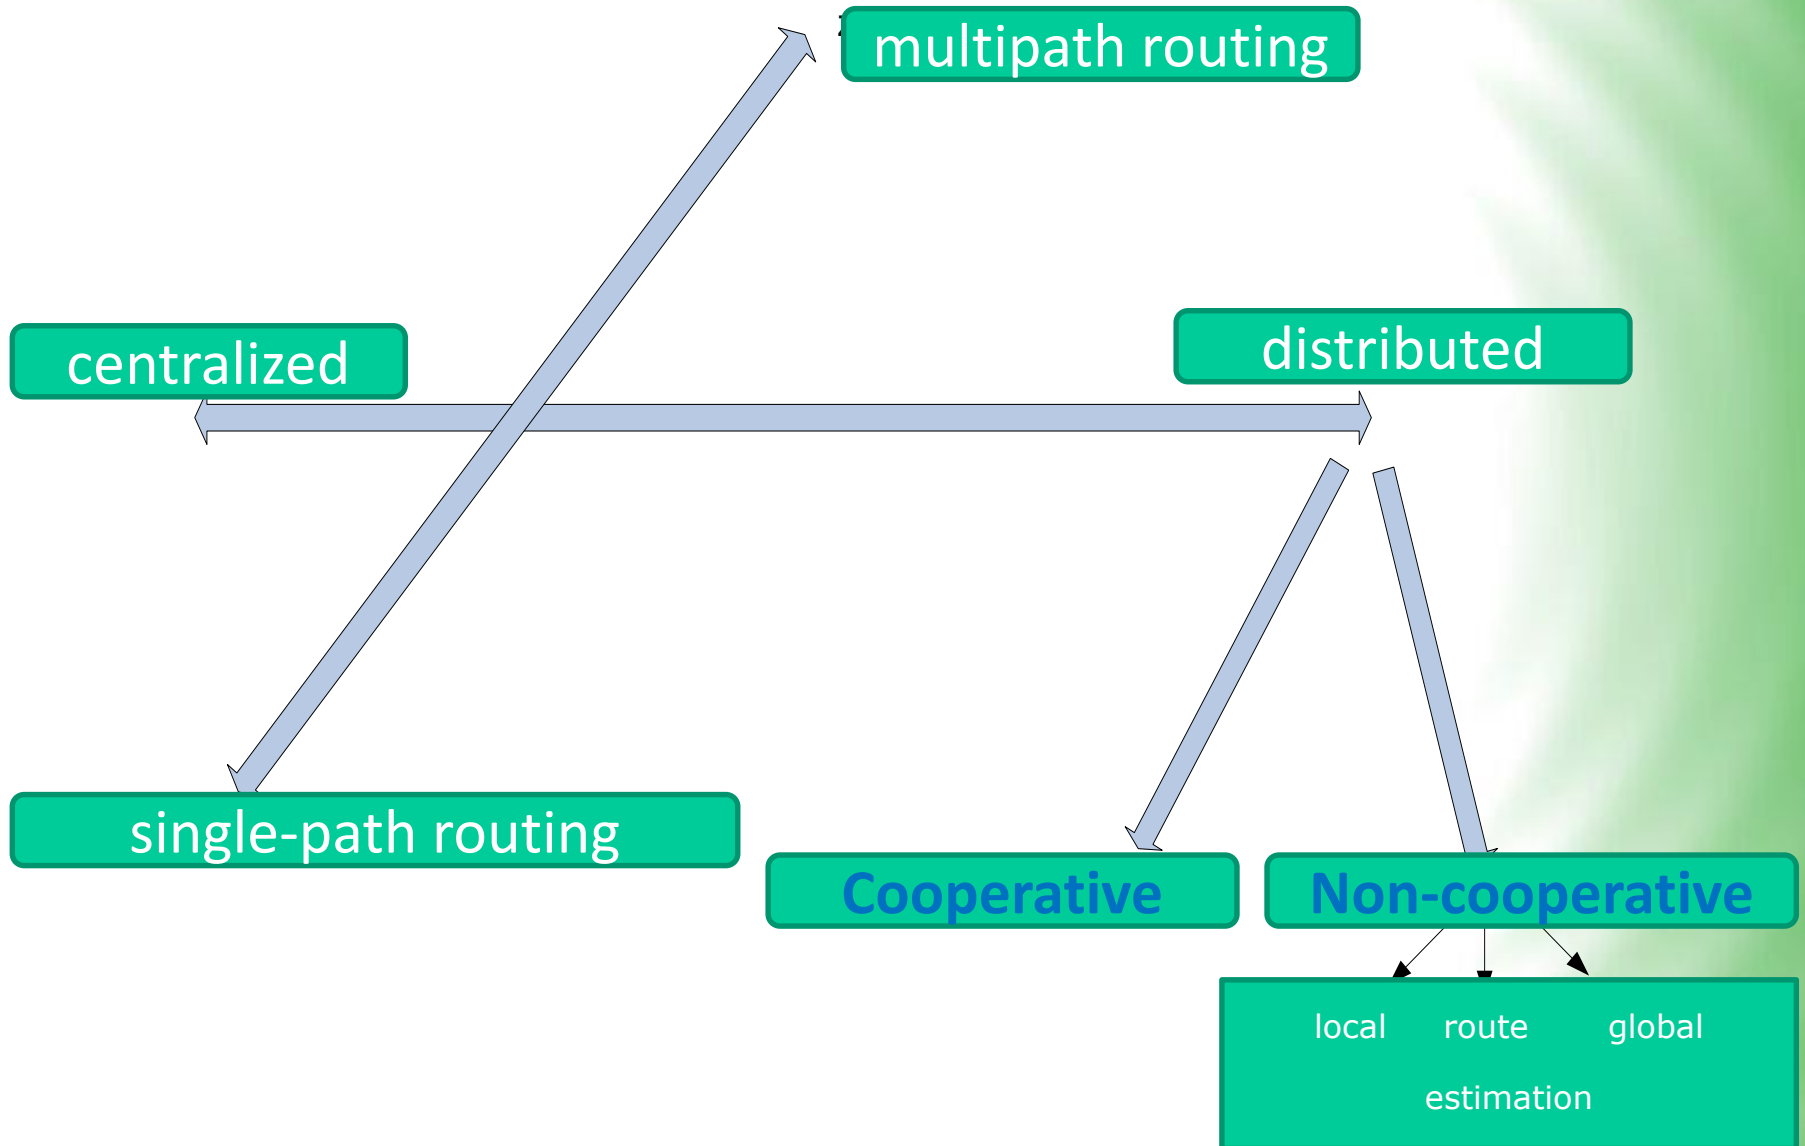 multipath routing
centralized
distributed
single-path routing
Cooperative
Non-cooperative
local route global
estimation